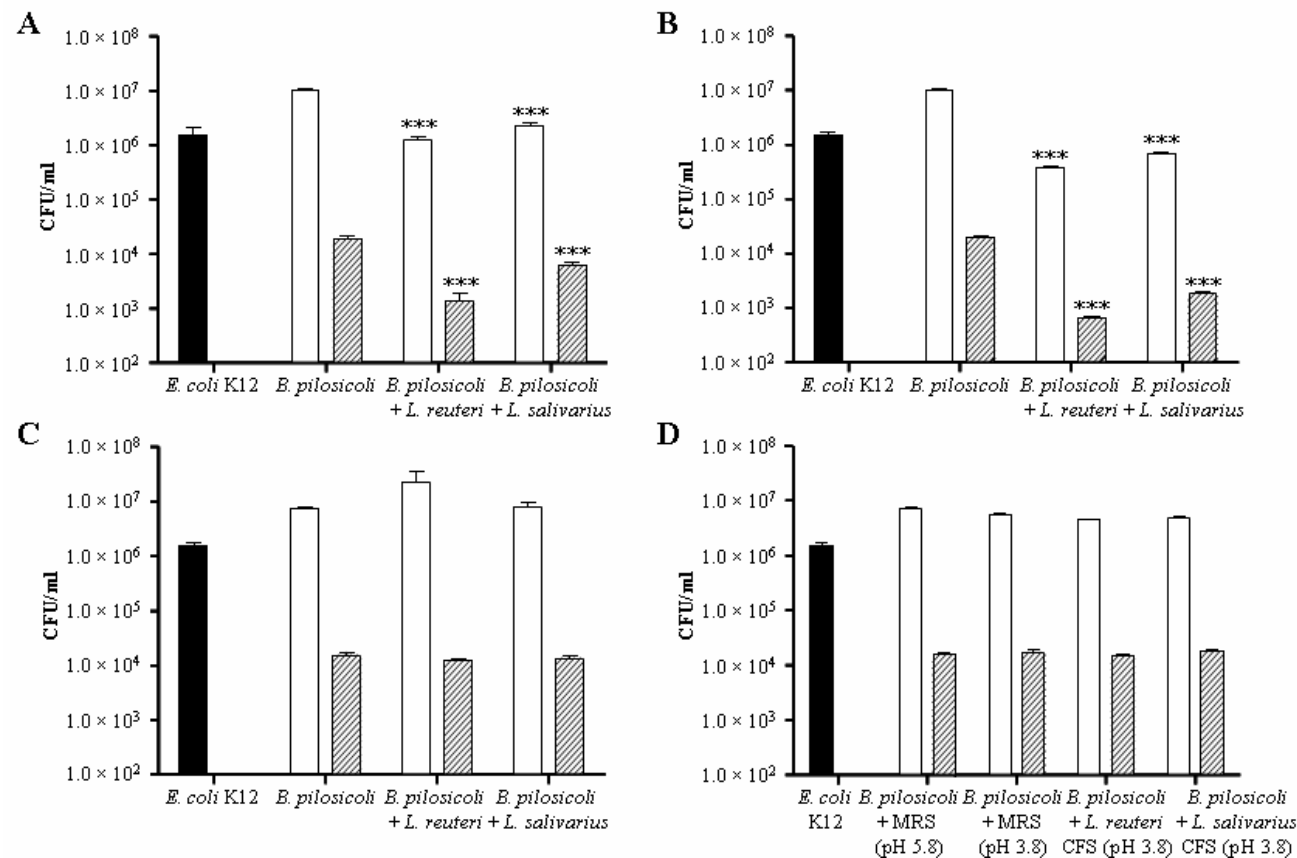 A
1.0 × 10⁸
1.0 × 10⁷
1.0 × 10⁶
1.0 × 10⁵
1.0 × 10⁴
1.0 × 10³
1.0 × 10²
CFU/ml
***
***
***
***
E. coli K12
B. pilosicoli
B. pilosicoli
+ L. reuteri
B. pilosicoli
+ L. salivarius
B
1.0 × 10⁸
1.0 × 10⁷
1.0 × 10⁶
1.0 × 10⁵
1.0 × 10⁴
1.0 × 10³
1.0 × 10²
CFU/ml
***
***
***
***
E. coli K12
B. pilosicoli
B. pilosicoli
+ L. reuteri
B. pilosicoli
+ L. salivarius
C
1.0 × 10⁸
1.0 × 10⁷
1.0 × 10⁶
1.0 × 10⁵
1.0 × 10⁴
1.0 × 10³
1.0 × 10²
CFU/ml
E. coli K12
B. pilosicoli
B. pilosicoli
+ L. reuteri
B. pilosicoli
+ L. salivarius
D
1.0 × 10⁸
1.0 × 10⁷
1.0 × 10⁶
1.0 × 10⁵
1.0 × 10⁴
1.0 × 10³
1.0 × 10²
CFU/ml
E. coli
K12
B. pilosicoli
+ MRS
(pH 5.8)
B. pilosicoli
+ MRS
(pH 3.8)
B. pilosicoli
+ L. reuteri
CFS (pH 3.8)
B. pilosicoli
+ L. salivarius
CFS (pH 3.8)